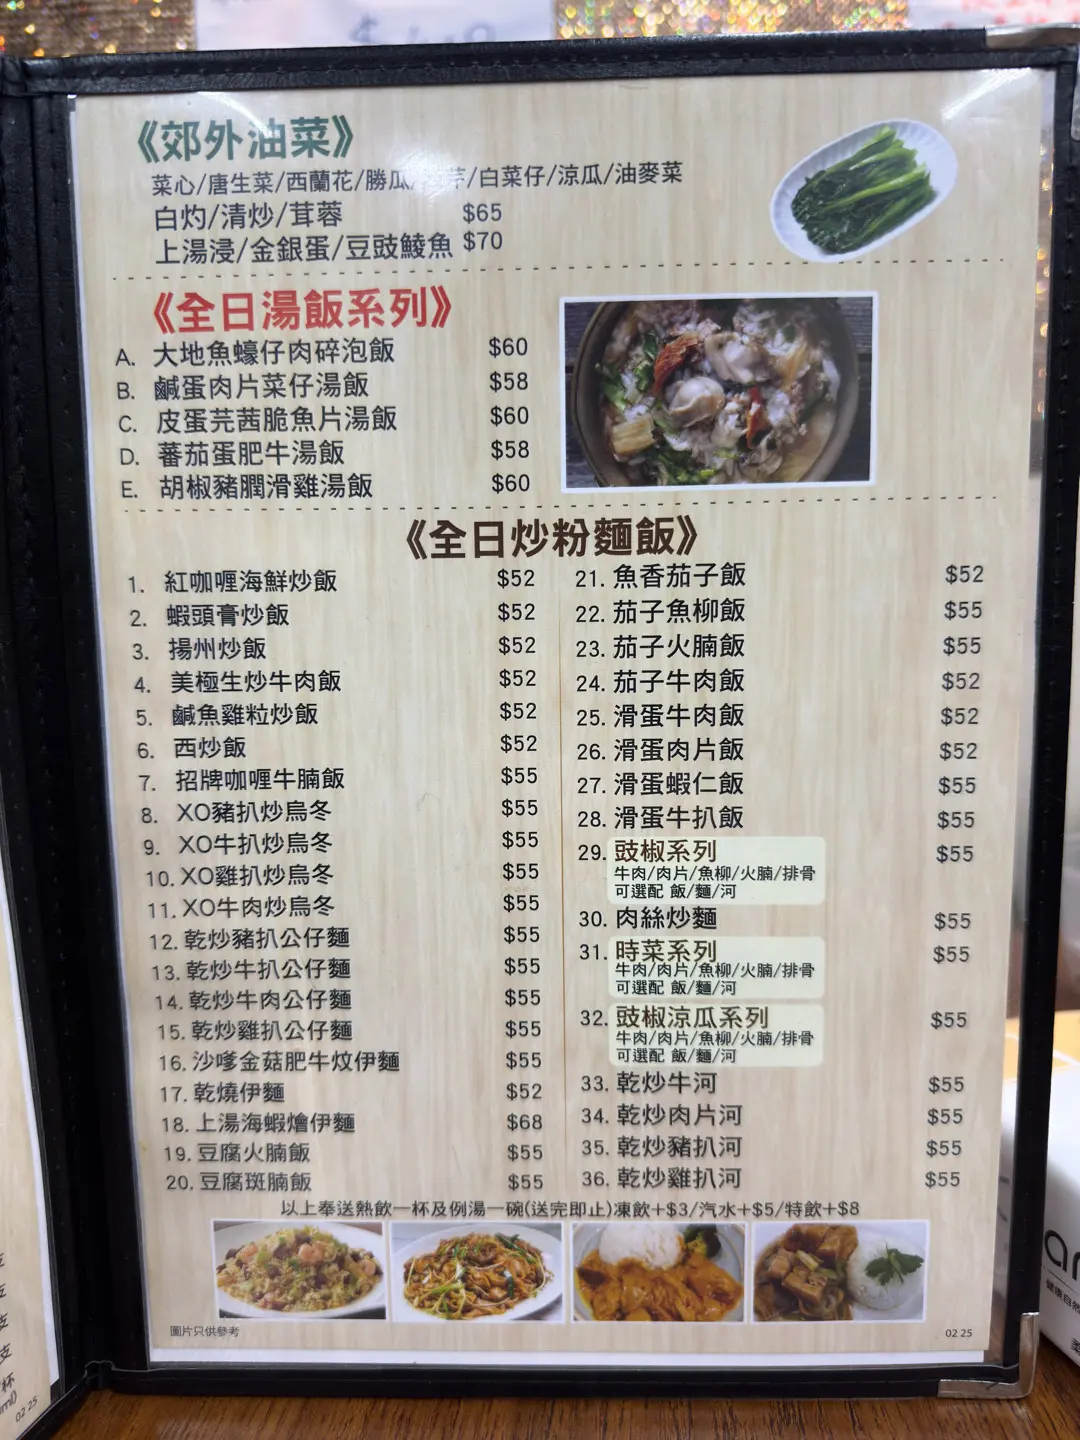 《郊外油菜》
菜心/唐生菜/西蘭花/勝瓜/芥/白菜仔/涼瓜/油麥菜
白灼/清炒/茸蓉 $65
上湯浸/金銀蛋/豆豉鯪魚 $70
《全日湯飯系列》
A. 大地魚蠔仔肉碎泡飯 $60
B. 鹹蛋肉片菜仔湯飯 $58
C. 皮蛋芫茜脆魚片湯飯 $60
D. 蕃茄蛋肥牛湯飯 $58
E. 胡椒豬膶滑雞湯飯 $60
《全日炒粉麵飯》
1. 紅咖喱海鮮炒飯 $52
2. 蝦頭膏炒飯 $52
3. 揚州炒飯 $52
4. 美極生炒牛肉飯 $52
5. 鹹魚雞粒炒飯 $52
6. 西炒飯 $52
7. 招牌咖喱牛腩飯 $55
8. XO豬扒炒烏冬 $55
9. XO牛扒炒烏冬 $55
10. XO雞扒炒烏冬 $55
11. XO牛肉炒烏冬 $55
12. 乾炒豬扒公仔麵 $55
13. 乾炒牛扒公仔麵 $55
14. 乾炒牛肉公仔麵 $55
15. 乾炒雞扒公仔麵 $55
16. 沙嗲金菇肥牛炆伊麵 $55
17. 乾燒伊麵 $52
18. 上湯海蝦燴伊麵 $68
19. 豆腐火腩飯 $55
20. 豆腐斑腩飯 $55
21. 魚香茄子飯 $52
22. 茄子魚柳飯 $55
23. 茄子火腩飯 $55
24. 茄子牛肉飯 $52
25. 滑蛋牛肉飯 $52
26. 滑蛋肉片飯 $52
27. 滑蛋蝦仁飯 $55
28. 滑蛋牛扒飯 $55
29. 豉椒系列 $55
牛肉/肉片/魚柳/火腩/排骨
可選配 飯/麵/河
30. 肉絲炒麵 $55
31. 時菜系列 $55
牛肉/肉片/魚柳/火腩/排骨
可選配 飯/麵/河
32. 豉椒涼瓜系列 $55
牛肉/肉片/魚柳/火腩/排骨
可選配 飯/麵/河
33. 乾炒牛河 $55
34. 乾炒肉片河 $55
35. 乾炒豬扒河 $55
36. 乾炒雞扒河 $55
以上奉送熱飲一杯及例湯一碗(送完即止)凍飲+$3/汽水+$5/特飲+$8
圖片只供參考
02 25
支
杯
02 25